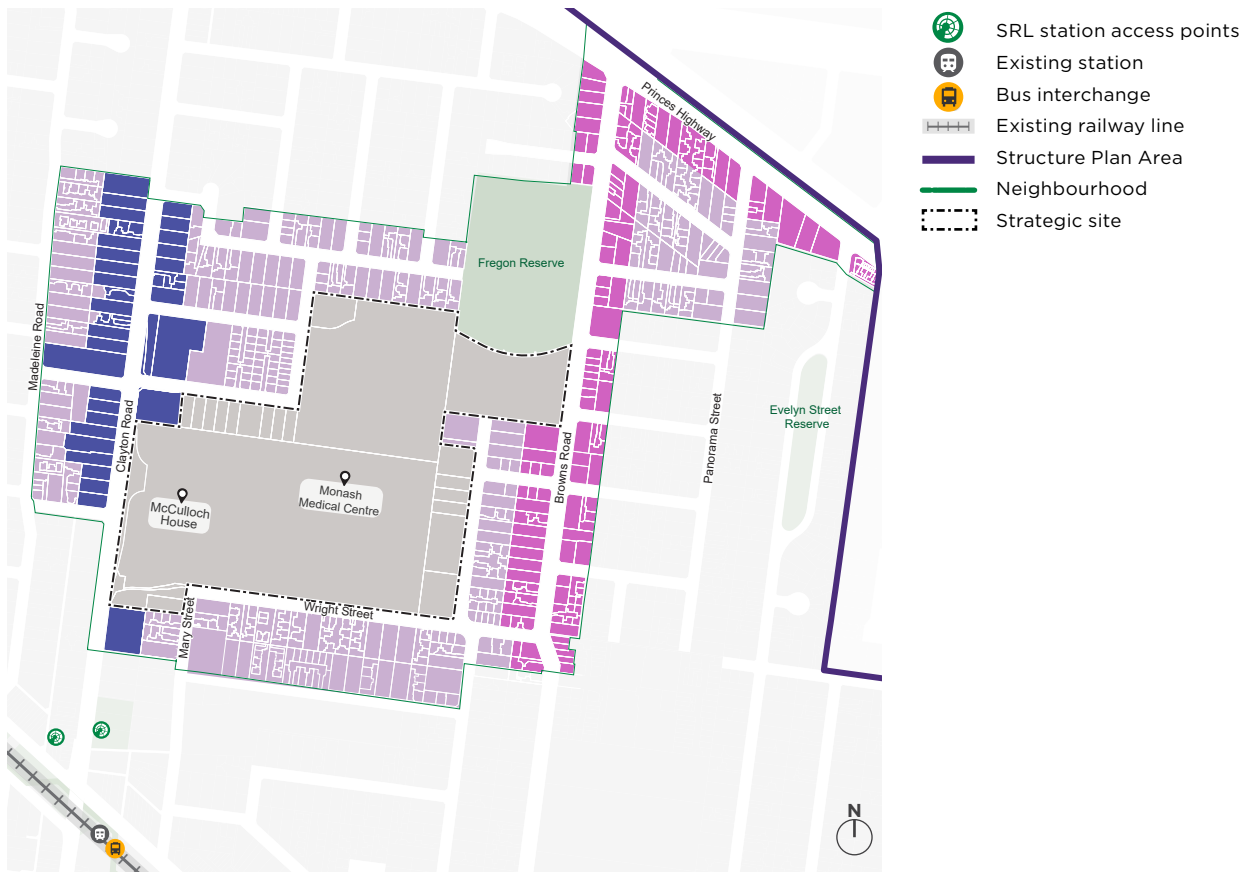 SRL station access points
Existing station
Bus interchange
Existing railway line
Structure Plan Area
Neighbourhood
Strategic site
Princes Highway
Fregon Reserve
Madeleine Road
Clayton Road
Evelyn Street
Reserve
Panorama Street
Browns Road
Monash
Medical Centre
McCulloch
House
Wright Street
Mary Street
N